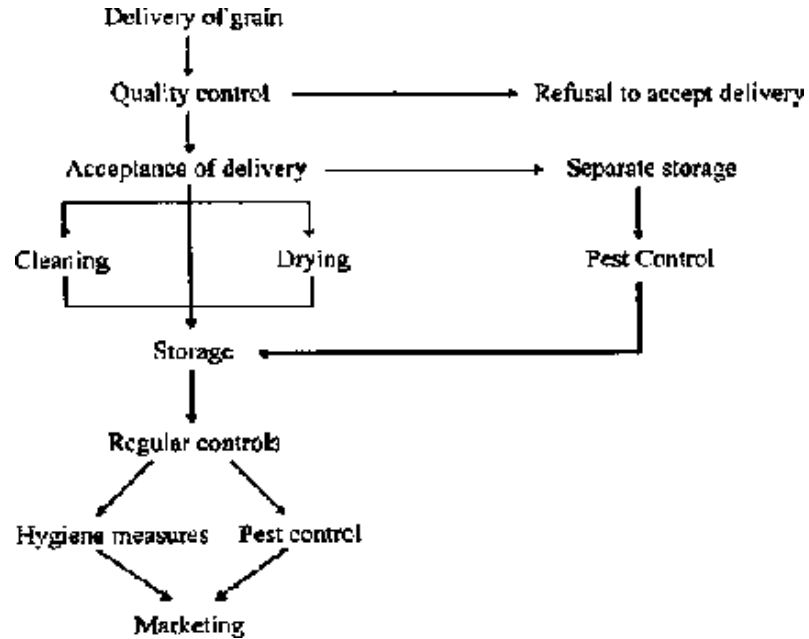 Delivery of grain
Quality control
Refusal to accept delivery
Acceptance of delivery
Separate storage
Cleaning
Drying
Pest Control
Storage
Regular controls
Hygiene measures
Pest control
Marketing